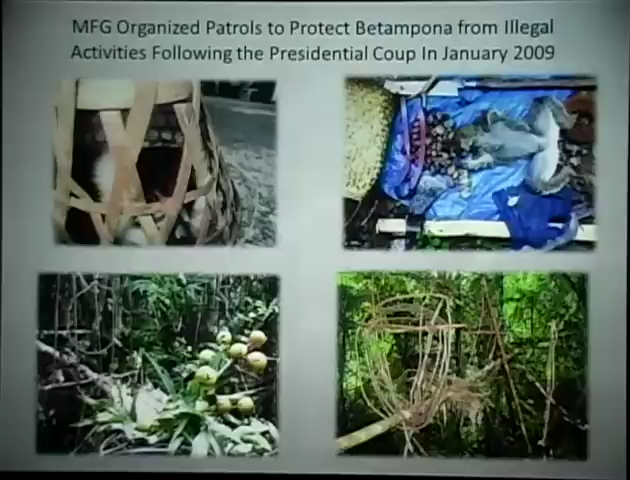 MFG Organized Patrols to Protect Betampona from Illegal
Activities Following the Presidential Coup In January 2009